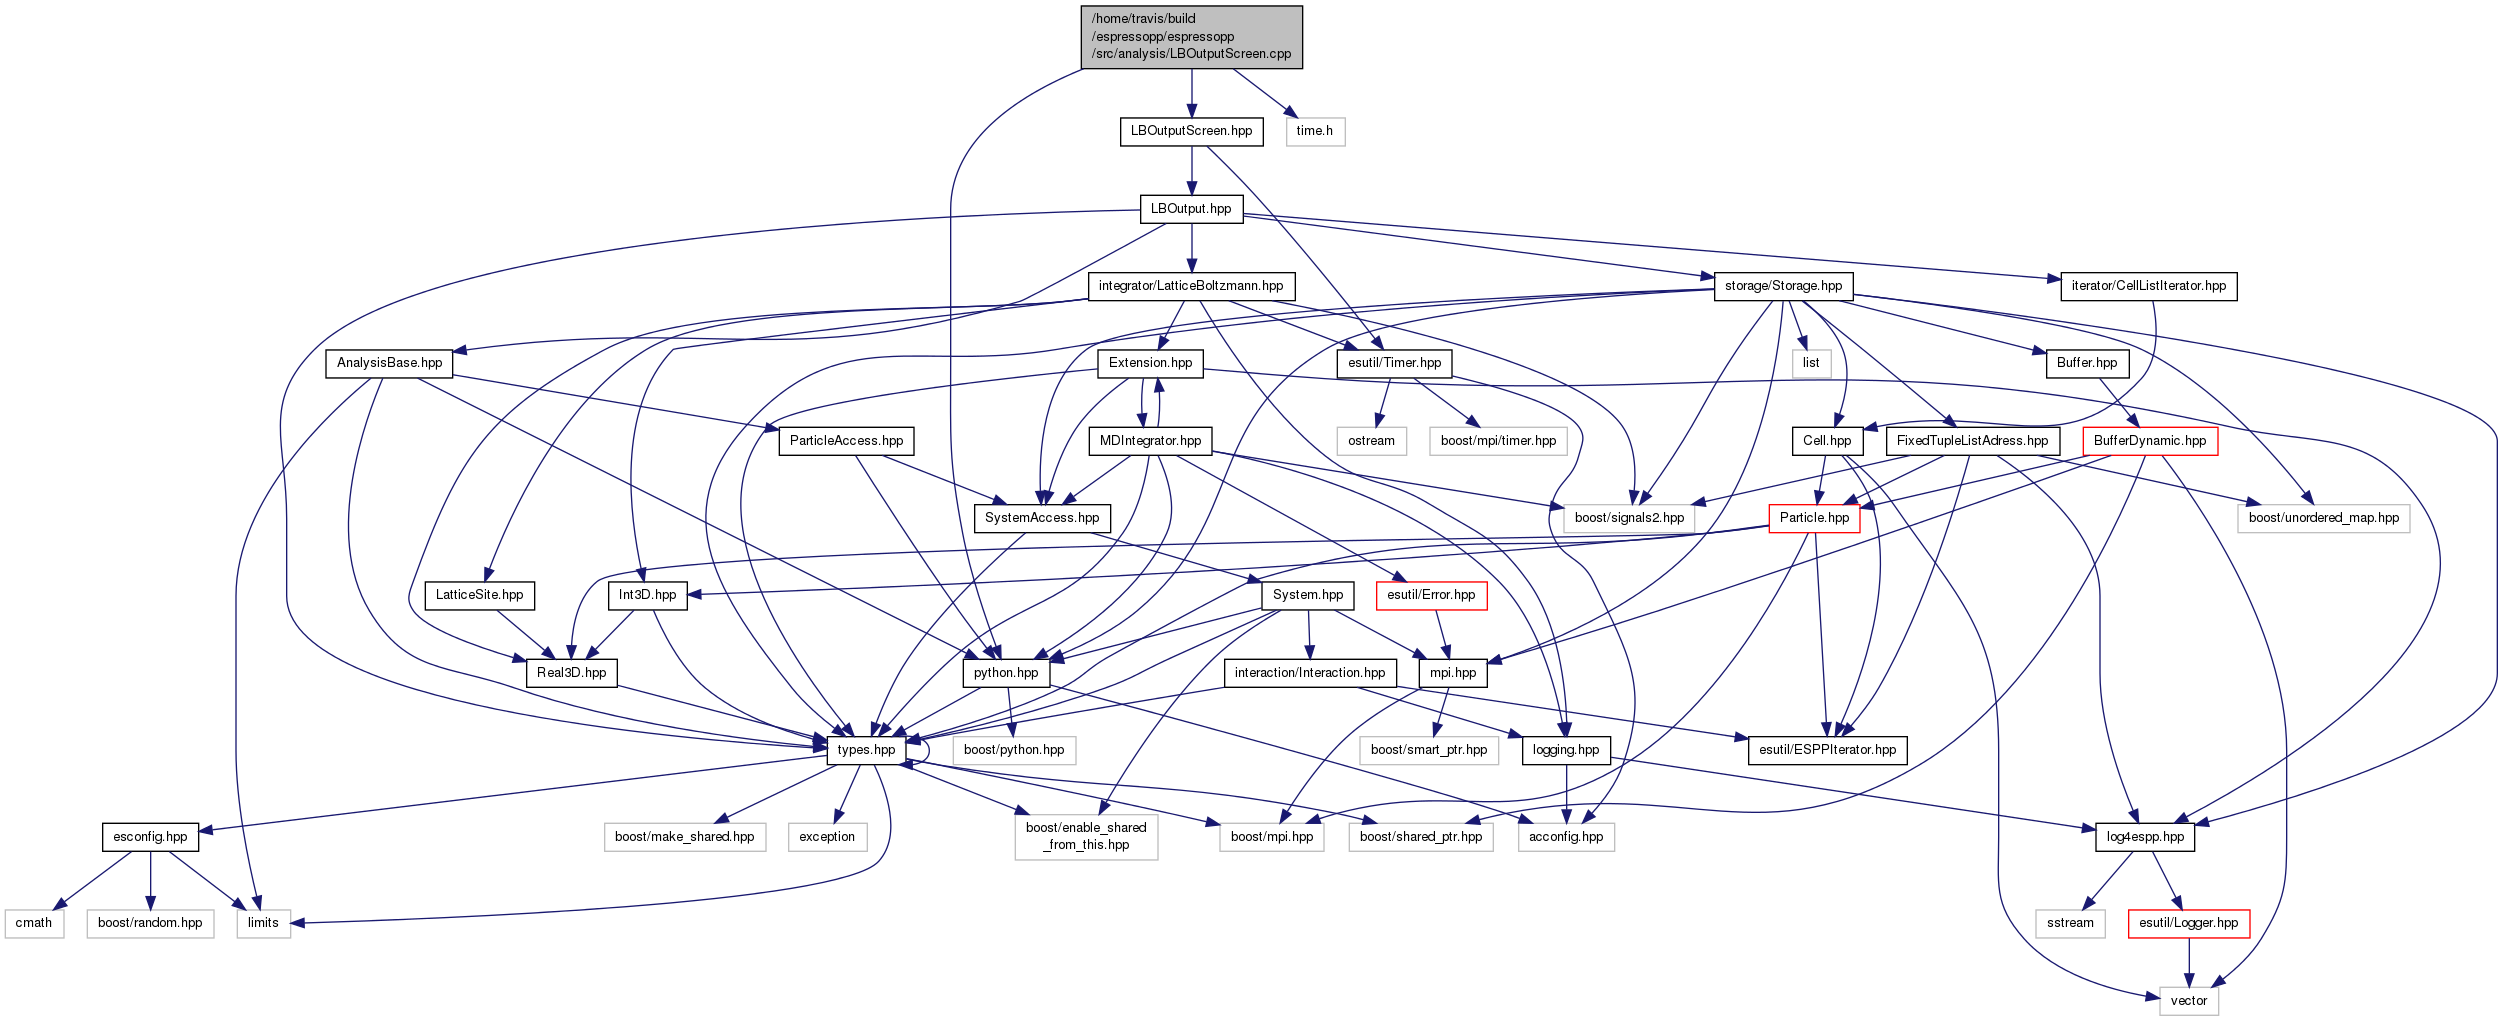 /home/travis/build
/espressopp/espressopp
/src/analysis/LBOutputScreen.cpp
LBOutputScreen.hpp
time.h
LBOutput.hpp
integrator/LatticeBoltzmann.hpp
storage/Storage.hpp
iterator/CellListIterator.hpp
AnalysisBase.hpp
Extension.hpp
esutil/Timer.hpp
list
Buffer.hpp
ParticleAccess.hpp
MDIntegrator.hpp
ostream
boost/mpi/timer.hpp
Cell.hpp
FixedTupleListAdress.hpp
BufferDynamic.hpp
SystemAccess.hpp
boost/signals2.hpp
Particle.hpp
boost/unordered_map.hpp
LatticeSite.hpp
Int3D.hpp
System.hpp
esutil/Error.hpp
Real3D.hpp
python.hpp
interaction/Interaction.hpp
mpi.hpp
types.hpp
boost/python.hpp
boost/smart_ptr.hpp
logging.hpp
esutil/ESPPIterator.hpp
esconfig.hpp
boost/make_shared.hpp
exception
boost/enable_shared
_from_this.hpp
boost/mpi.hpp
boost/shared_ptr.hpp
acconfig.hpp
log4espp.hpp
cmath
boost/random.hpp
limits
sstream
esutil/Logger.hpp
vector